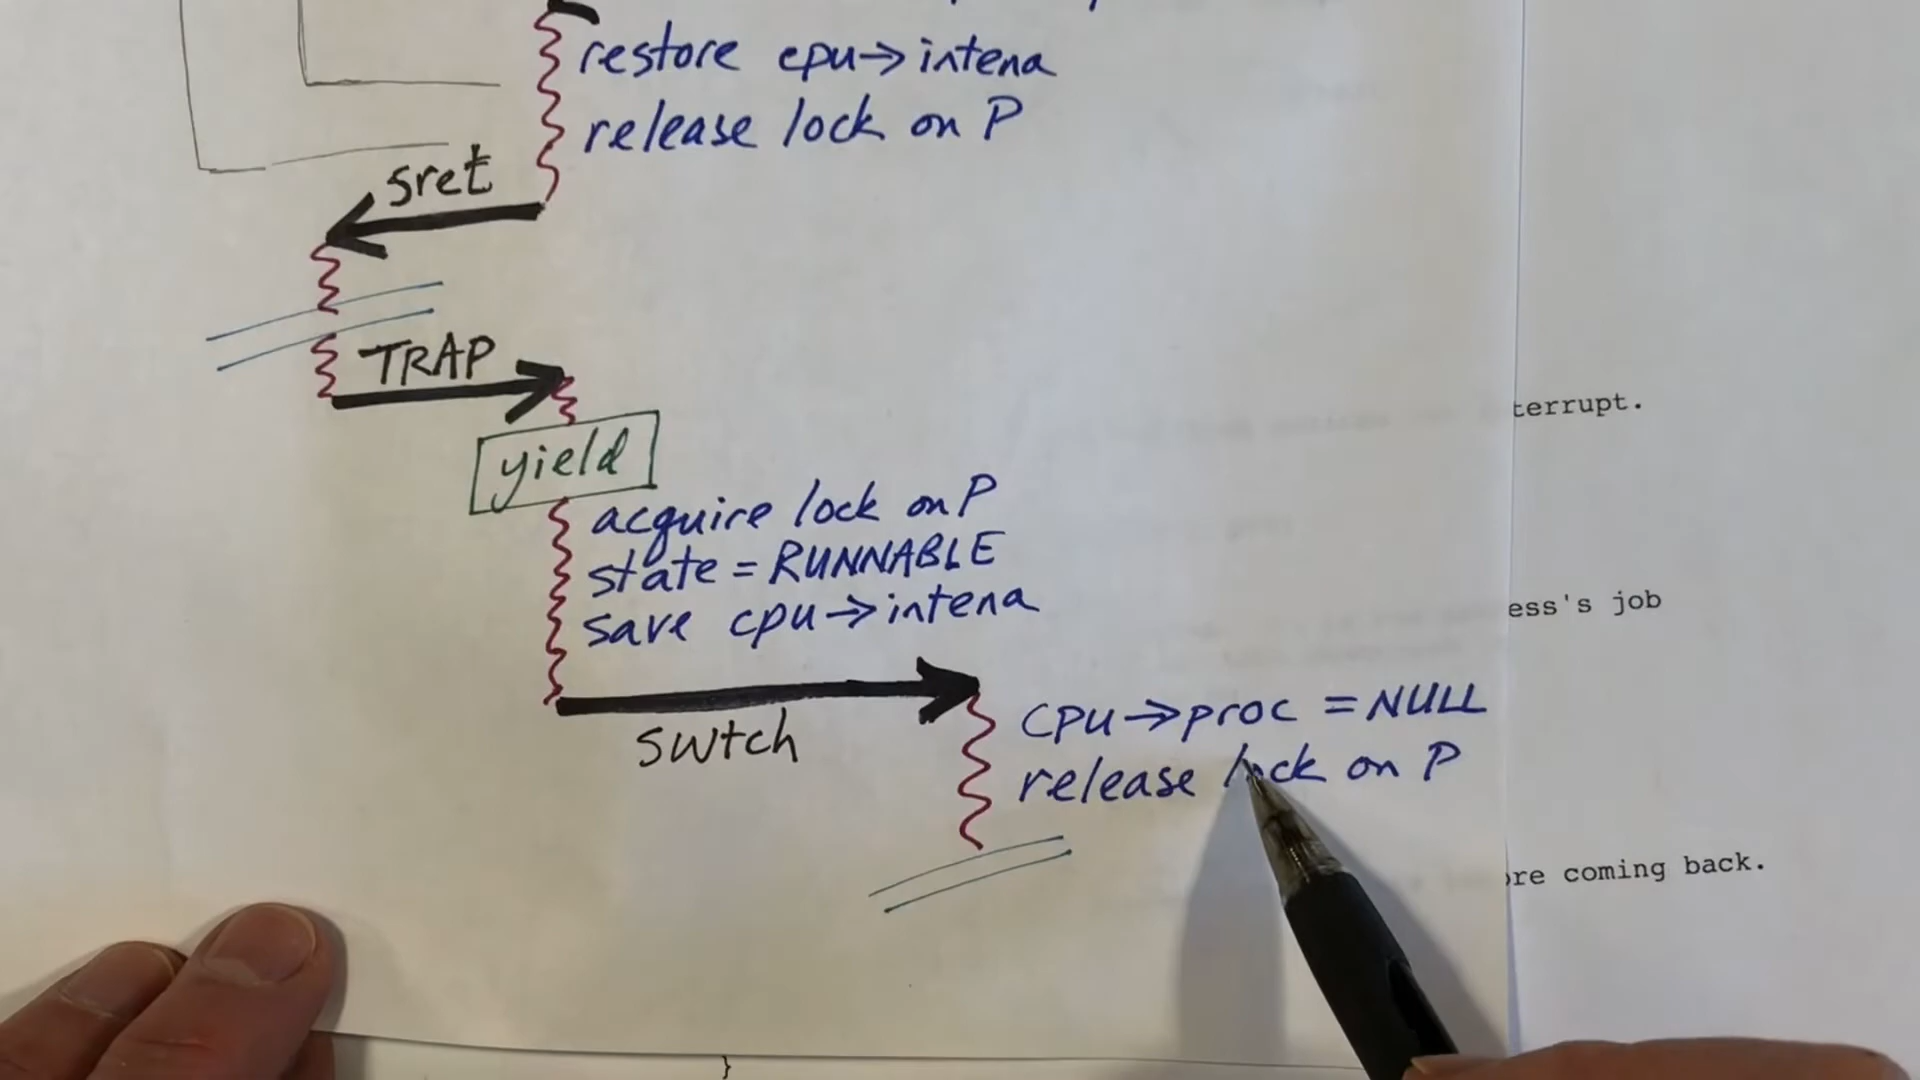 restore cpu→intena
release lock on P
sret
TRAP
terrupt.
yield
acquire lock on P
state = RUNNABLE
save cpu→intena
ess's job
swtch
cpu→proc = NULL
release lock on P
re coming back.
}